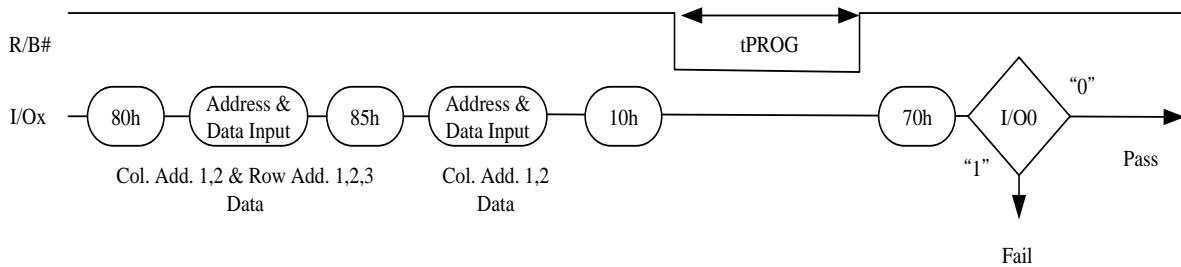 tPROG
R/B#
I/Ox
80h
Address &
Data Input
85h
Address &
Data Input
10h
70h
I/O0
“0”
“1”
Pass
Col. Add. 1,2 & Row Add. 1,2,3
Data
Col. Add. 1,2
Data
Fail